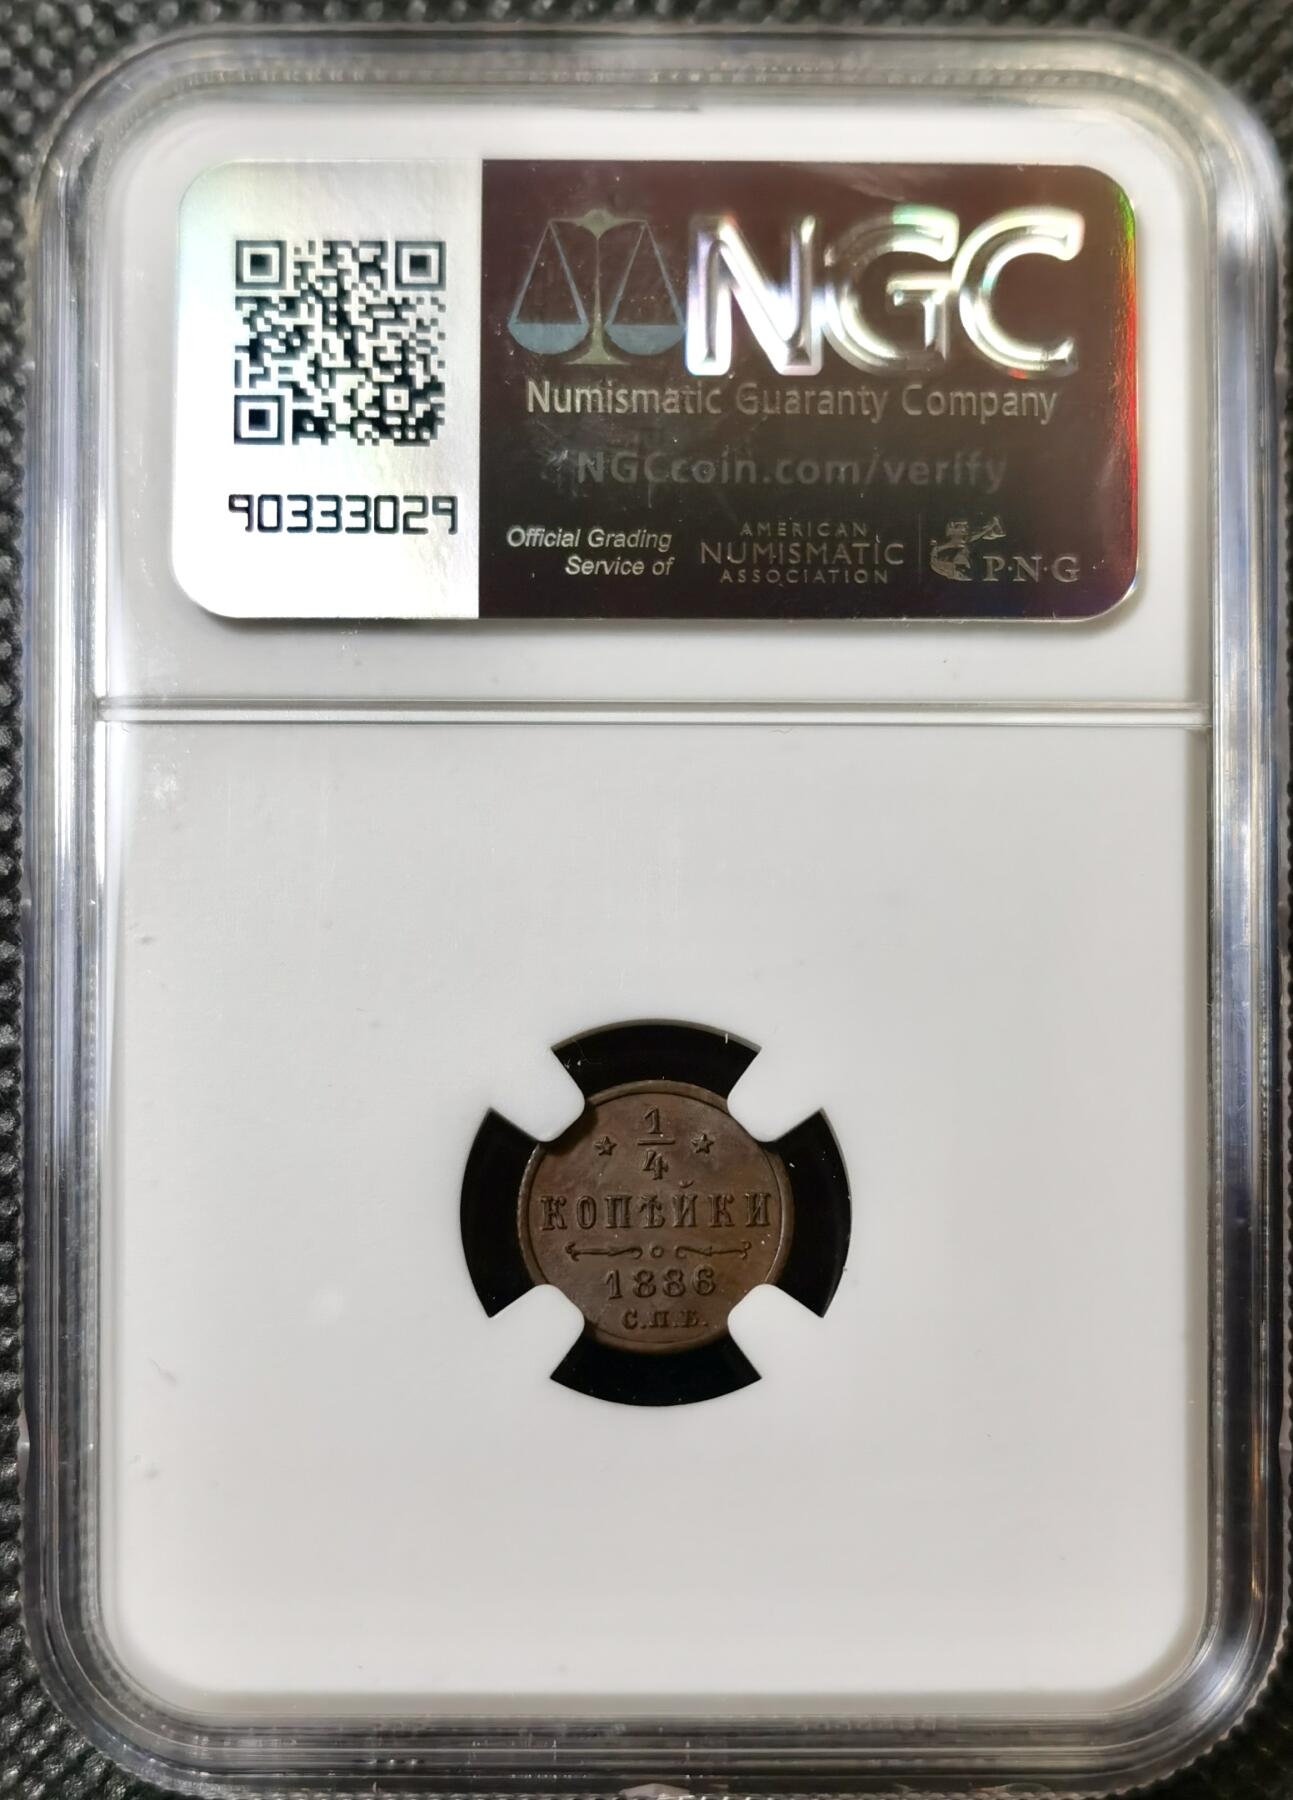 NGC
Numismatic Guaranty Company
NGCcoin.com/verify
90333029
Official Grading
Service of
AMERICAN
NUMISMATIC
ASSOCIATION
P·N·G
1
4
КОПѢЙКИ
1886
С.П.Б.